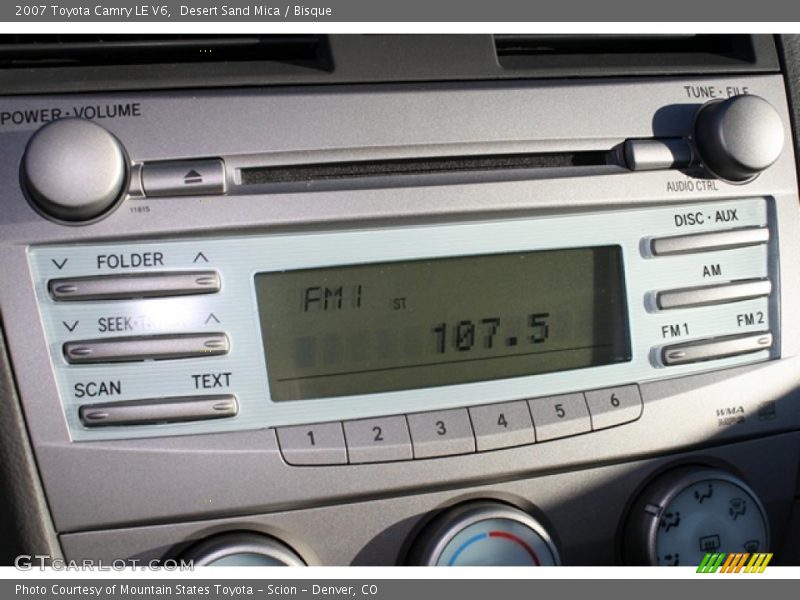 2007 Toyota Camry LE V6, Desert Sand Mica / Bisque
POWER · VOLUME
TUNE · FILE
AUDIO CTRL
11815
FOLDER
DISC · AUX
AM
FM1 ST
SEEK
107.5
FM1 FM2
SCAN TEXT
1 2 3 4 5 6
WMA
MP3
GTCARLOT.COM
Photo Courtesy of Mountain States Toyota - Scion - Denver, CO